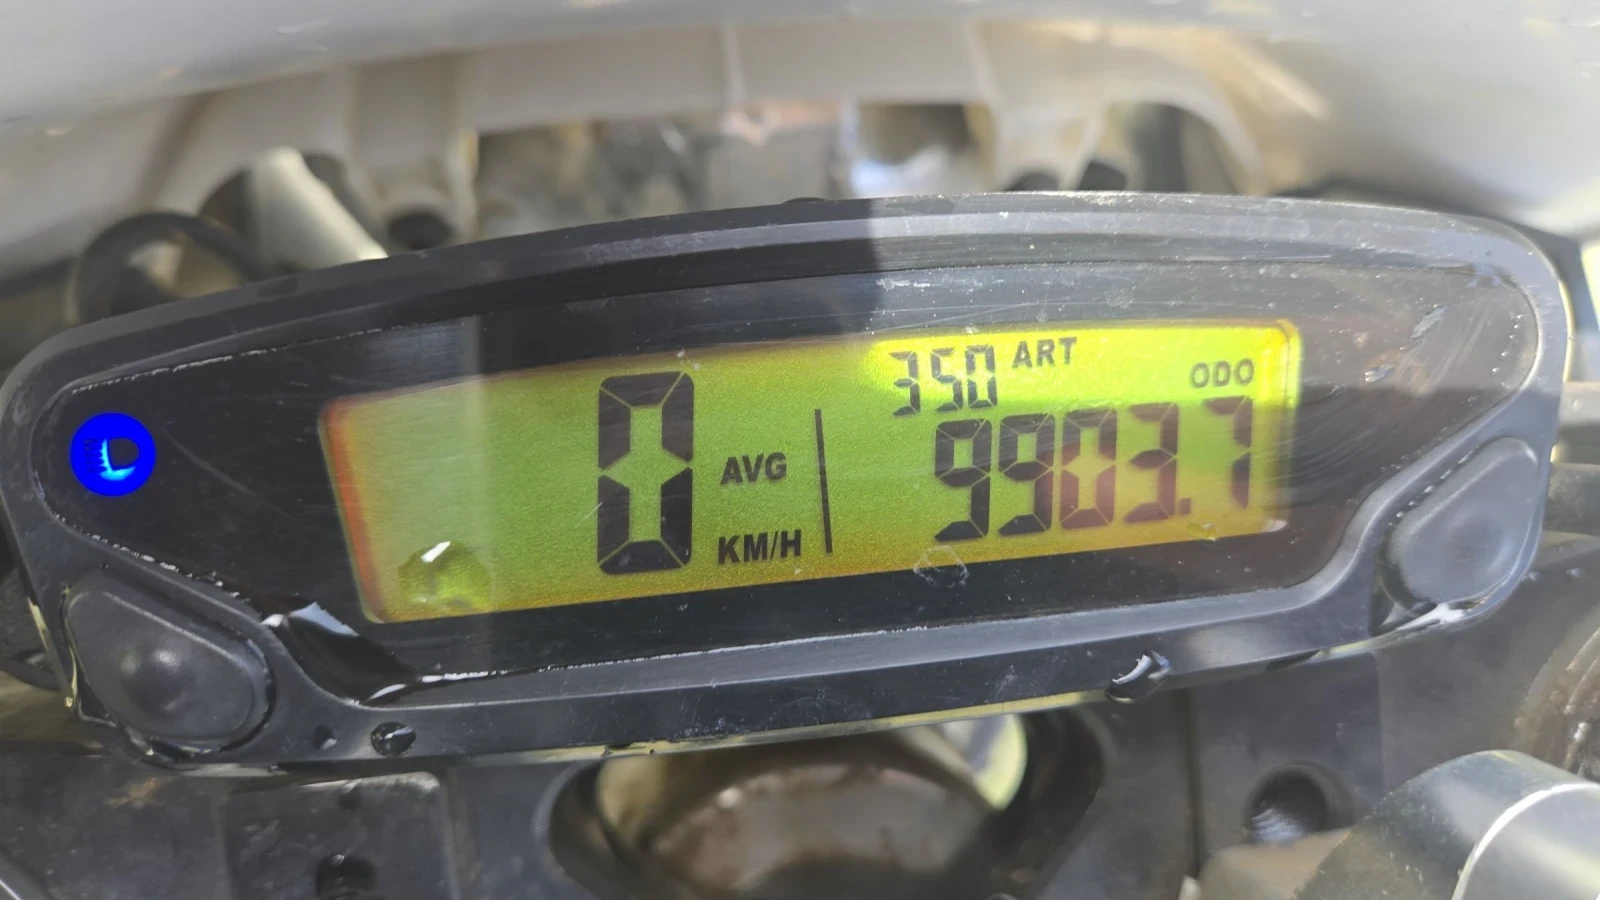 350 ART
ODO
0 AVG KM/H
9903.7